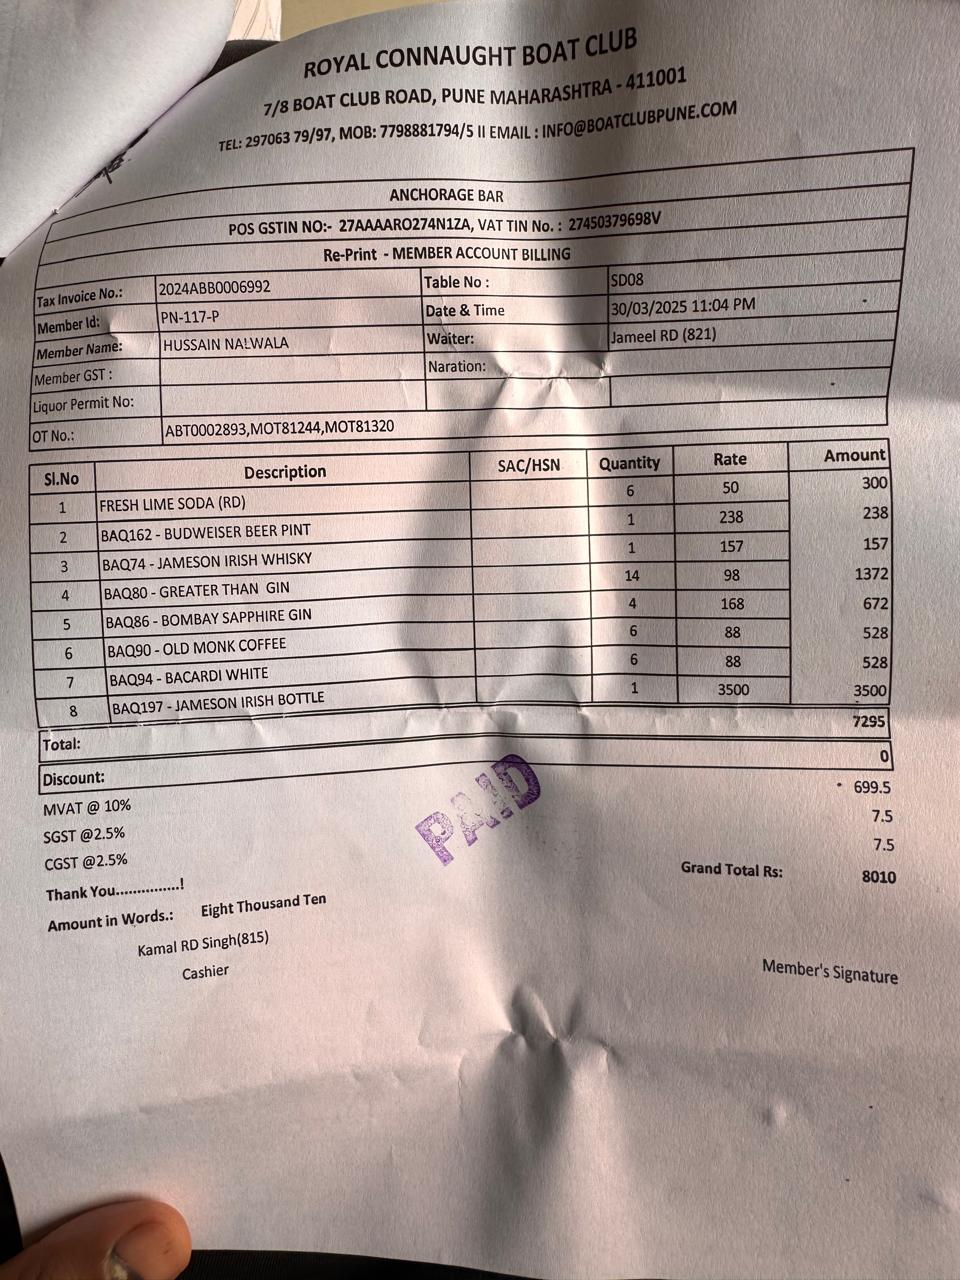 ROYAL CONNAUGHT BOAT CLUB
7/8 BOAT CLUB ROAD, PUNE MAHARASHTRA - 411001
TEL: 297063 79/97, MOB: 7798881794/5 II EMAIL : INFO@BOATCLUBPUNE.COM
ANCHORAGE BAR
POS GSTIN NO:- 27AAAARO274N1ZA, VAT TIN No. : 27450379698V
Re-Print - MEMBER ACCOUNT BILLING
Tax Invoice No.: 2024ABB0006992 Table No : SD08
Member Id: PN-117-P Date & Time 30/03/2025 11:04 PM
Member Name: HUSSAIN NALWALA Waiter: Jameel RD (821)
Member GST : Naration:
Liquor Permit No:
OT No.: ABT0002893,MOT81244,MOT81320
Sl.No Description SAC/HSN Quantity Rate Amount
1 FRESH LIME SODA (RD) 6 50 300
2 BAQ162 - BUDWEISER BEER PINT 1 238 238
3 BAQ74 - JAMESON IRISH WHISKY 1 157 157
4 BAQ80 - GREATER THAN GIN 14 98 1372
5 BAQ86 - BOMBAY SAPPHIRE GIN 4 168 672
6 BAQ90 - OLD MONK COFFEE 6 88 528
7 BAQ94 - BACARDI WHITE 6 88 528
8 BAQ197 - JAMESON IRISH BOTTLE 1 3500 3500
Total: 7295
Discount: 0
MVAT @ 10% 699.5
SGST @2.5% 7.5
CGST @2.5% 7.5
PAID
Thank You...............! Grand Total Rs: 8010
Amount in Words.: Eight Thousand Ten
Kamal RD Singh(815)
Cashier Member's Signature